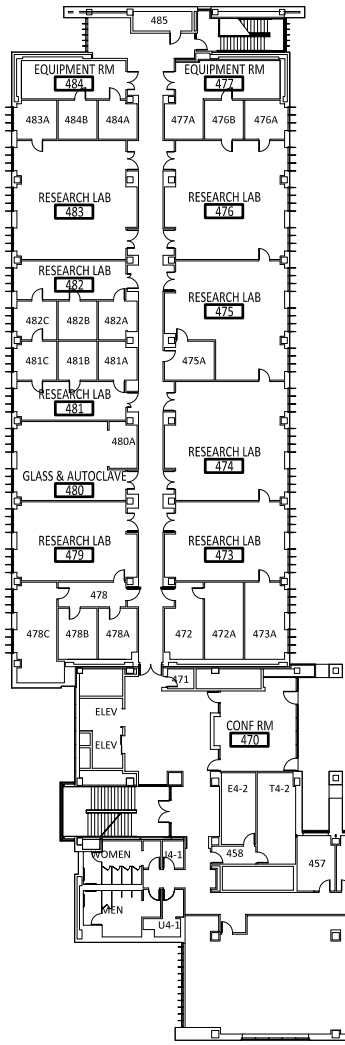 485
EQUIPMENT RM
484
EQUIPMENT RM
477
483A
484B
484A
477A
476B
476A
RESEARCH LAB
483
RESEARCH LAB
476
RESEARCH LAB
482
RESEARCH LAB
475
482C
482B
482A
481C
481B
481A
475A
RESEARCH LAB
481
480A
GLASS & AUTOCLAVE
480
RESEARCH LAB
474
RESEARCH LAB
479
RESEARCH LAB
473
478
478C
478B
478A
472
472A
473A
471
ELEV
CONF RM
470
ELEV
E4-2
T4-2
WOMEN
J4-1
458
457
MEN
U4-1